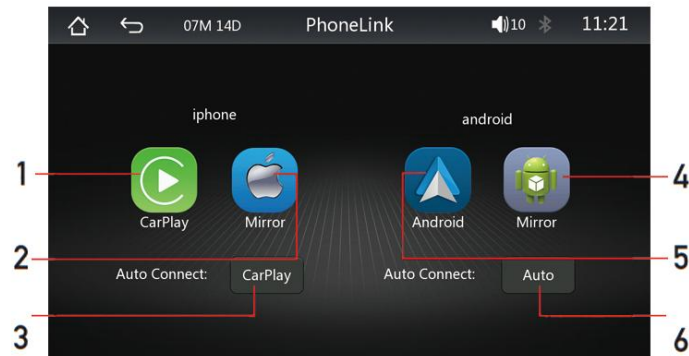 07M 14D PhoneLink 10 11:21
iphone android
1 4
CarPlay Mirror Android Mirror
2 5
Auto Connect: CarPlay Auto Connect: Auto
3 6